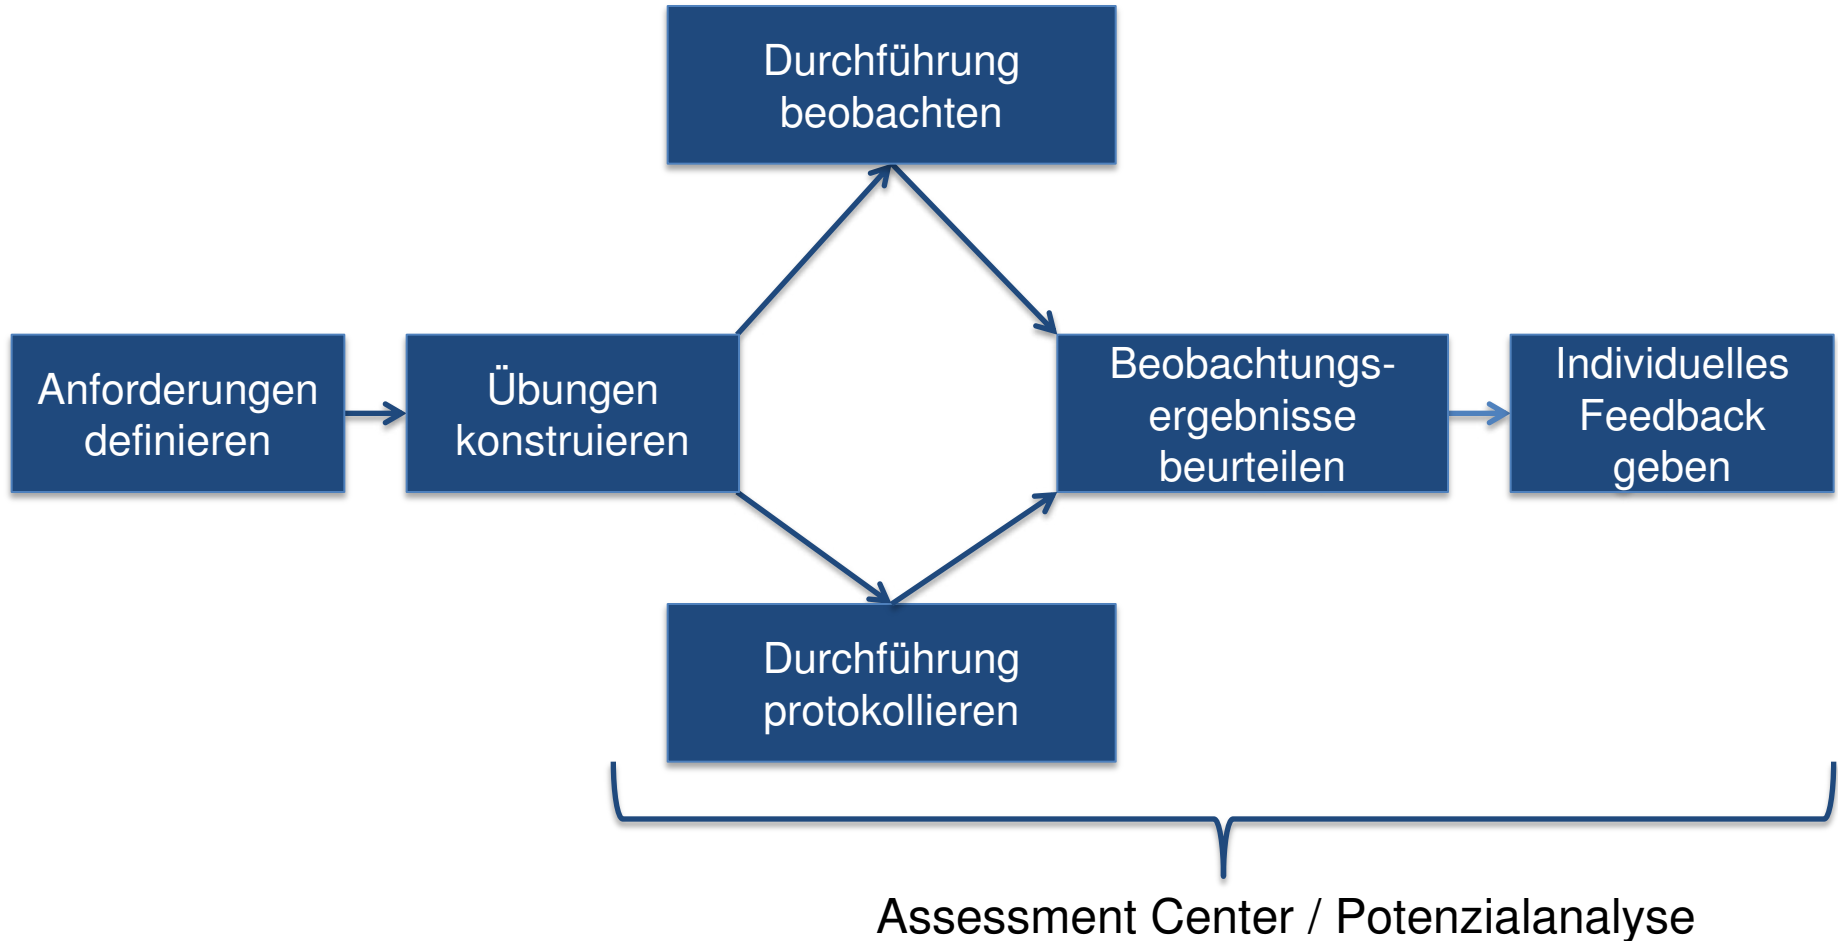 Durchführung
beobachten
Anforderungen
definieren
Übungen
konstruieren
Beobachtungs-
ergebnisse
beurteilen
Individuelles
Feedback
geben
Durchführung
protokollieren
Assessment Center / Potenzialanalyse